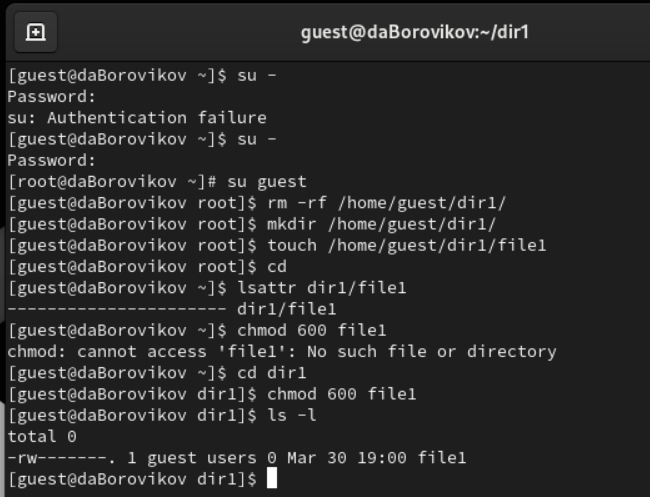 guest@daBorovikov:~/dir1
[guest@daBorovikov ~]$ su -
Password:
su: Authentication failure
[guest@daBorovikov ~]$ su -
Password:
[root@daBorovikov ~]# su guest
[guest@daBorovikov root]$ rm -rf /home/guest/dir1/
[guest@daBorovikov root]$ mkdir /home/guest/dir1/
[guest@daBorovikov root]$ touch /home/guest/dir1/file1
[guest@daBorovikov root]$ cd
[guest@daBorovikov ~]$ lsattr dir1/file1
---------------------- dir1/file1
[guest@daBorovikov ~]$ chmod 600 file1
chmod: cannot access 'file1': No such file or directory
[guest@daBorovikov ~]$ cd dir1
[guest@daBorovikov dir1]$ chmod 600 file1
[guest@daBorovikov dir1]$ ls -l
total 0
-rw-------. 1 guest users 0 Mar 30 19:00 file1
[guest@daBorovikov dir1]$